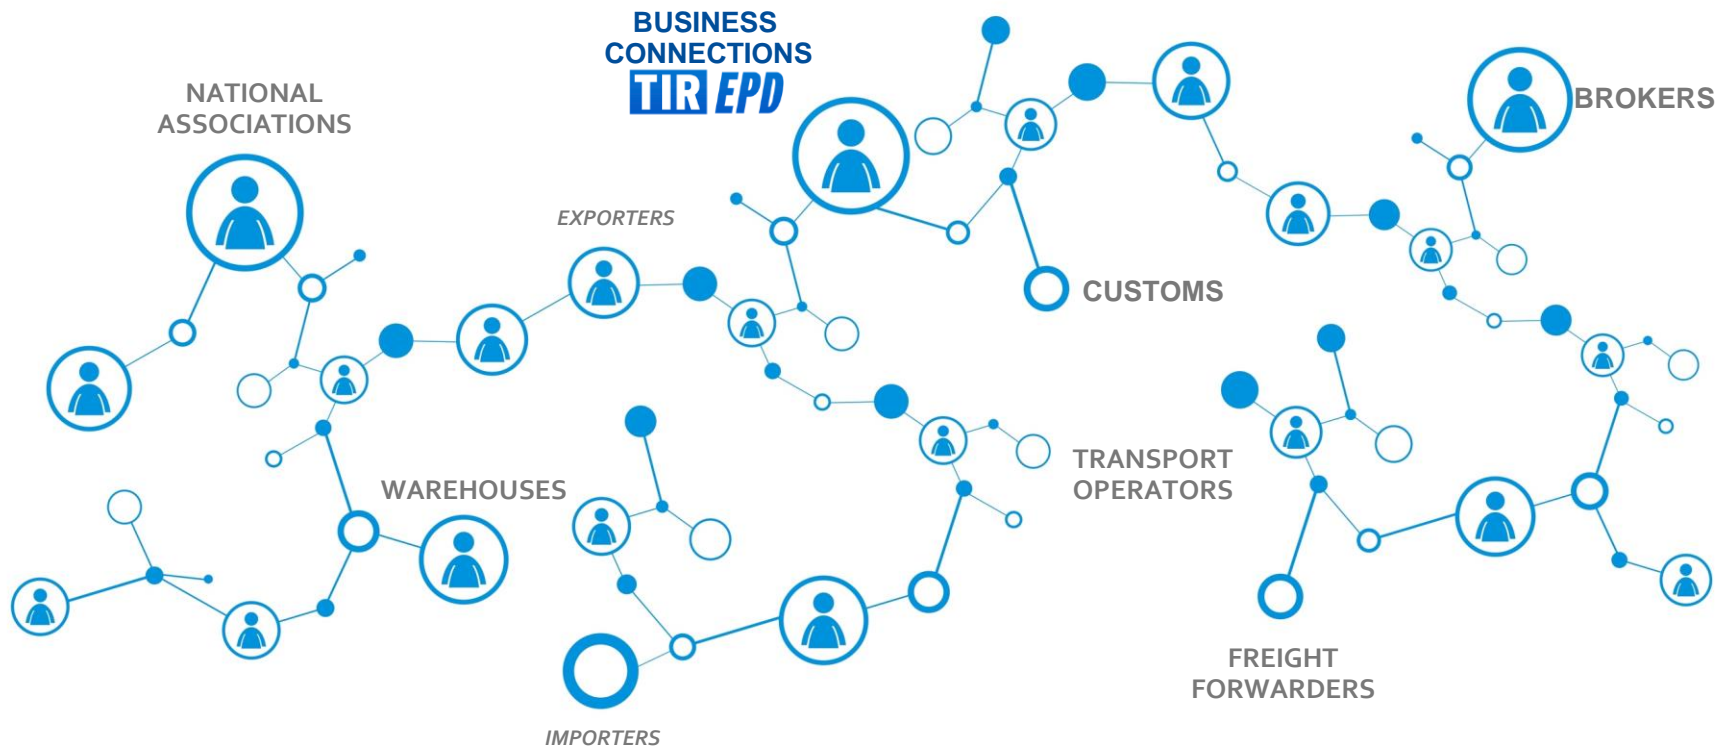 BUSINESS
CONNECTIONS
TIR EPD
NATIONAL
ASSOCIATIONS
BROKERS
EXPORTERS
CUSTOMS
WAREHOUSES
TRANSPORT
OPERATORS
FREIGHT
FORWARDERS
IMPORTERS